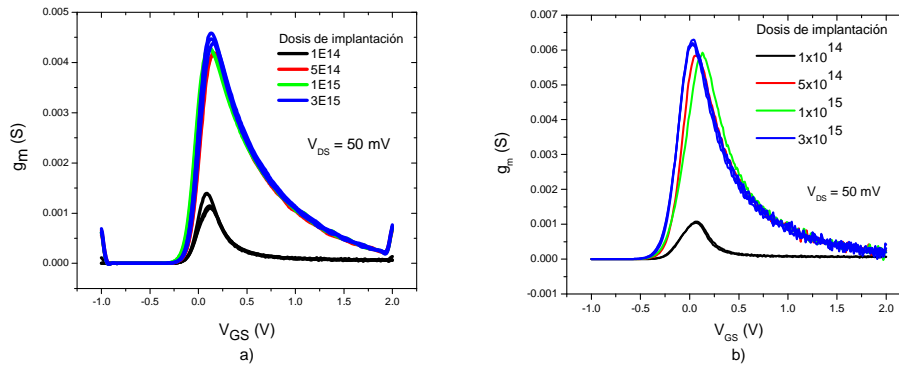 0.005
0.004
0.003
0.002
0.001
0.000
g_m (S)
Dosis de implantación
1E14
5E14
1E15
3E15
V_DS = 50 mV
-1.0 -0.5 0.0 0.5 1.0 1.5 2.0
V_GS (V)
a)
0.007
0.006
0.005
0.004
0.003
0.002
0.001
0.000
-0.001
g_m (S)
Dosis de implantación
1x10^14
5x10^14
1x10^15
3x10^15
V_DS = 50 mV
-1.0 -0.5 0.0 0.5 1.0 1.5 2.0
V_GS (V)
b)